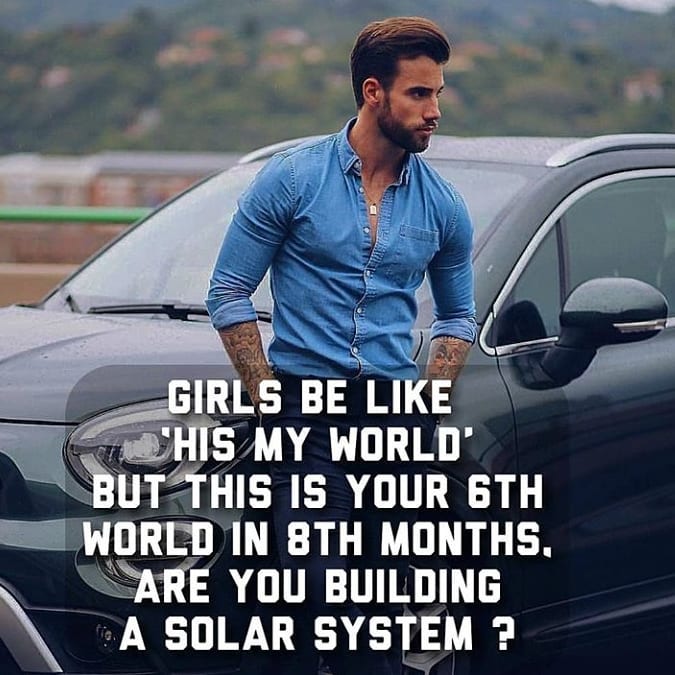 GIRLS BE LIKE
'HIS MY WORLD'
BUT THIS IS YOUR 6TH
WORLD IN 8TH MONTHS.
ARE YOU BUILDING
A SOLAR SYSTEM ?